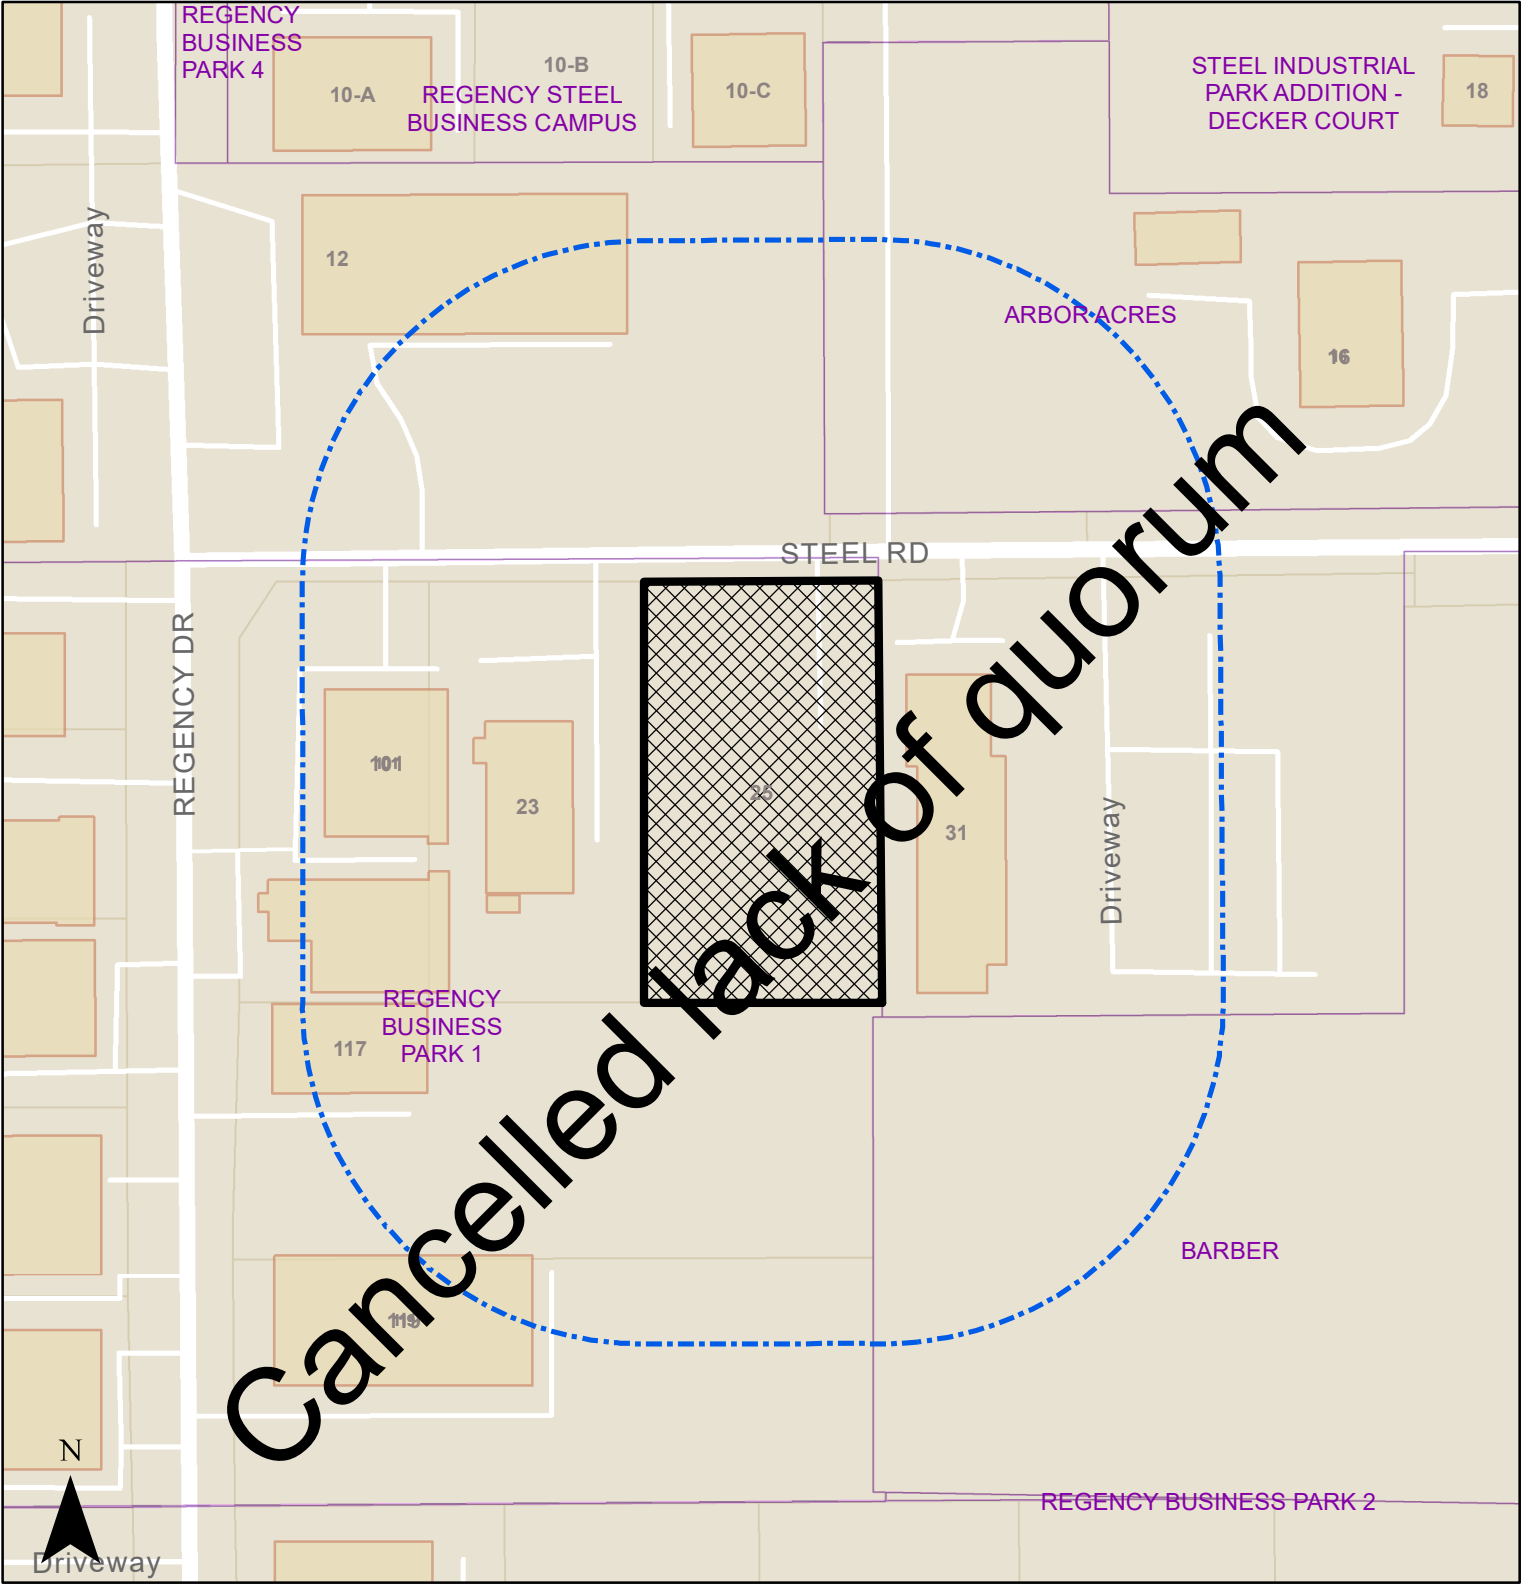 REGENCY
BUSINESS
PARK 4
10-A
10-B
REGENCY STEEL
BUSINESS CAMPUS
10-C
STEEL INDUSTRIAL
PARK ADDITION -
DECKER COURT
18
Driveway
12
ARBOR ACRES
16
STEEL RD
REGENCY DR
101
23
25
31
Driveway
Cancelled lack of quorum
REGENCY
BUSINESS
PARK 1
117
BARBER
N
REGENCY BUSINESS PARK 2
Driveway